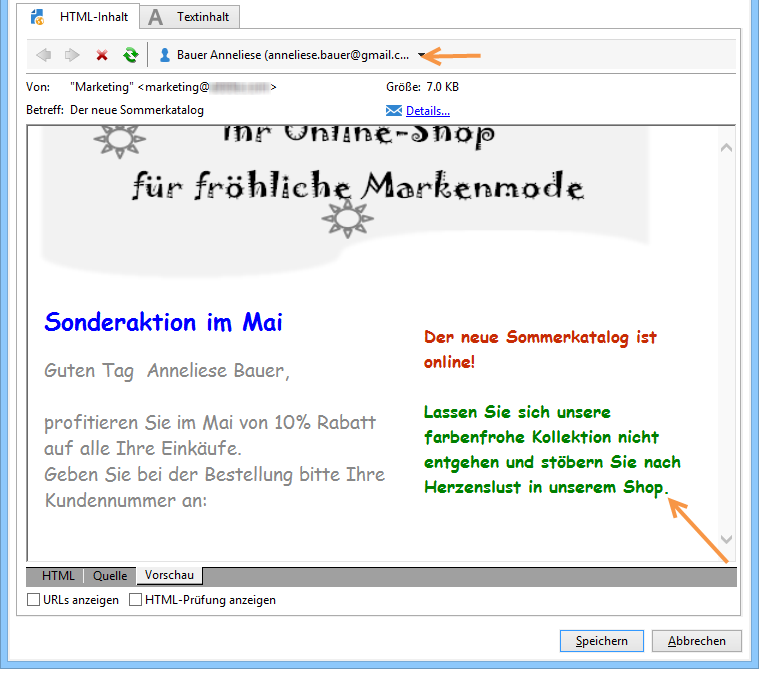 HTML-Inhalt
Textinhalt
Bauer Anneliese (anneliese.bauer@gmail.c...
Von: "Marketing" <marketing@ >
Größe: 7.0 KB
Betreff: Der neue Sommerkatalog
Details...
Ihr Online-Shop
für fröhliche Markenmode
Sonderaktion im Mai
Guten Tag Anneliese Bauer,
profitieren Sie im Mai von 10% Rabatt
auf alle Ihre Einkäufe.
Geben Sie bei der Bestellung bitte Ihre
Kundennummer an:
Der neue Sommerkatalog ist
online!
Lassen Sie sich unsere
farbenfrohe Kollektion nicht
entgehen und stöbern Sie nach
Herzenslust in unserem Shop.
HTML Quelle Vorschau
URLs anzeigen HTML-Prüfung anzeigen
Speichern Abbrechen